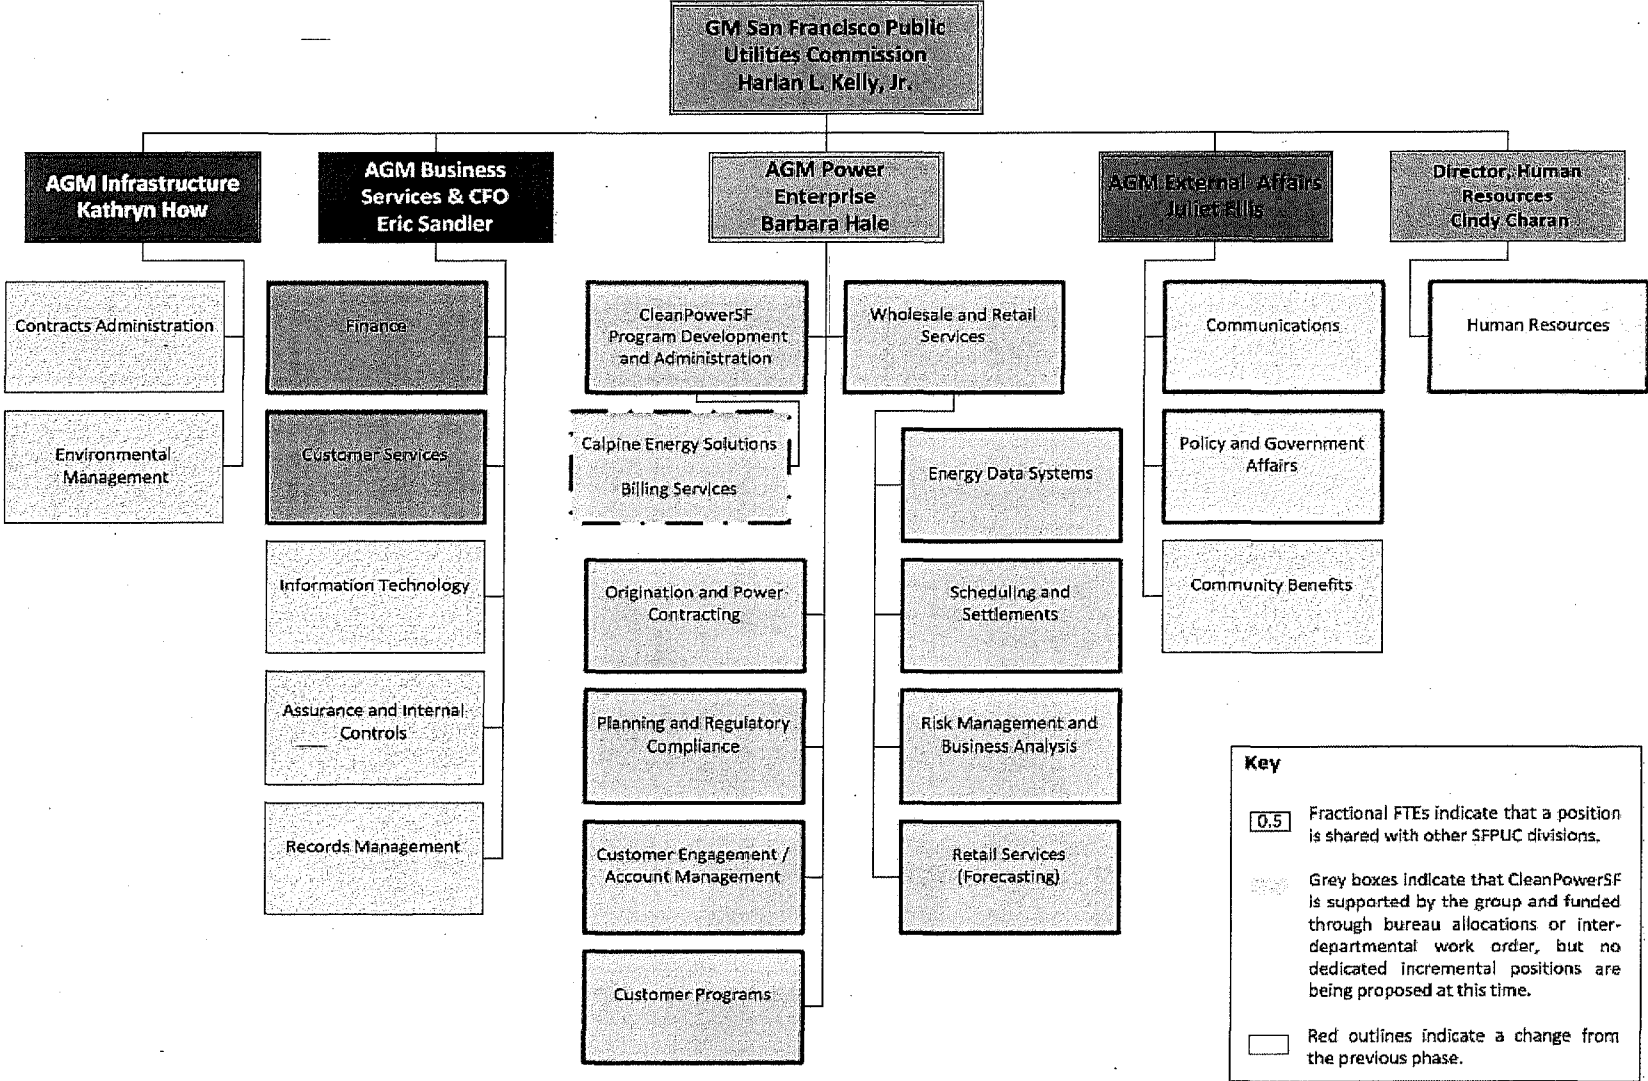 GM San Francisco Public
Utilities Commission
Harlan L. Kelly, Jr.
AGM Infrastructure
Kathryn How
AGM Business
Services & CFO
Eric Sandler
AGM Power
Enterprise
Barbara Hale
AGM External Affairs
Juliet Ellis
Director, Human
Resources
Cindy Charan
Contracts Administration
Environmental
Management
Finance
Customer Services
Information Technology
Assurance and Internal
Controls
Records Management
CleanPowerSF
Program Development
and Administration
Calpine Energy Solutions
Billing Services
Origination and Power
Contracting
Planning and Regulatory
Compliance
Customer Engagement /
Account Management
Customer Programs
Wholesale and Retail
Services
Energy Data Systems
Scheduling and
Settlements
Risk Management and
Business Analysis
Retail Services
(Forecasting)
Communications
Policy and Government
Affairs
Community Benefits
Human Resources
Key
0.5
Fractional FTEs indicate that a position
is shared with other SFPUC divisions.
Grey boxes indicate that CleanPowerSF
is supported by the group and funded
through bureau allocations or inter-
departmental work order, but no
dedicated incremental positions are
being proposed at this time.
Red outlines indicate a change from
the previous phase.